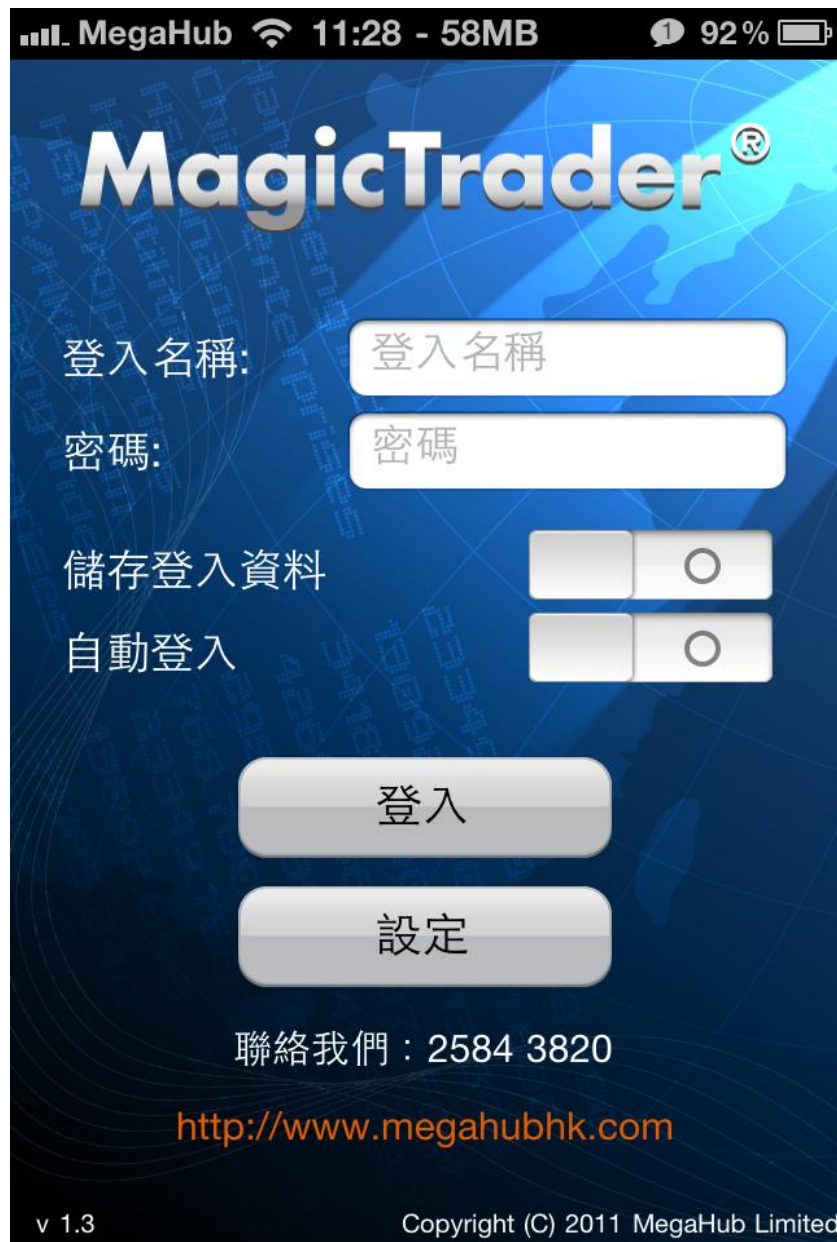 MegaHub 11:28 - 58MB 1 92%
MagicTrader®
登入名稱: 登入名稱
密碼: 密碼
儲存登入資料
自動登入
登入
設定
聯絡我們：2584 3820
http://www.megahubhk.com
v 1.3 Copyright (C) 2011 MegaHub Limited